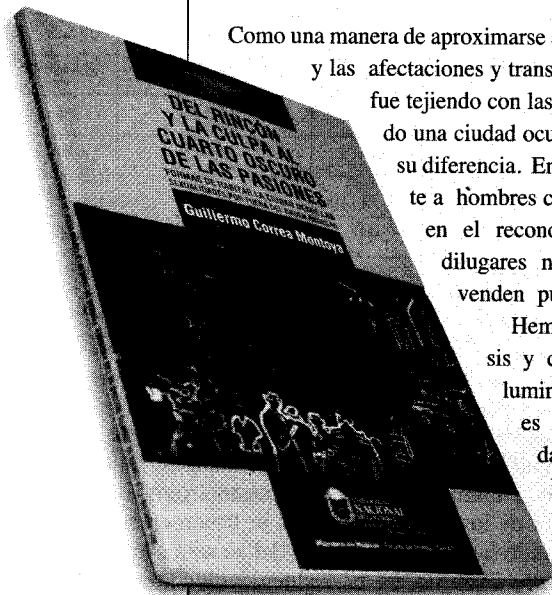 Como una manera de aproximarse
y las afectaciones y trans
fue tejiendo con las
do una ciudad ocu
su diferencia. En
te a hombres c
en el recono
dilugares n
venden pu
Hem
sis y c
lumin
es
da
DEL RINCÓN
Y LA CULPA AL
CUARTO OSCURO
DE LAS PASIONES
Guillermo Correa Montoya
NACIONAL